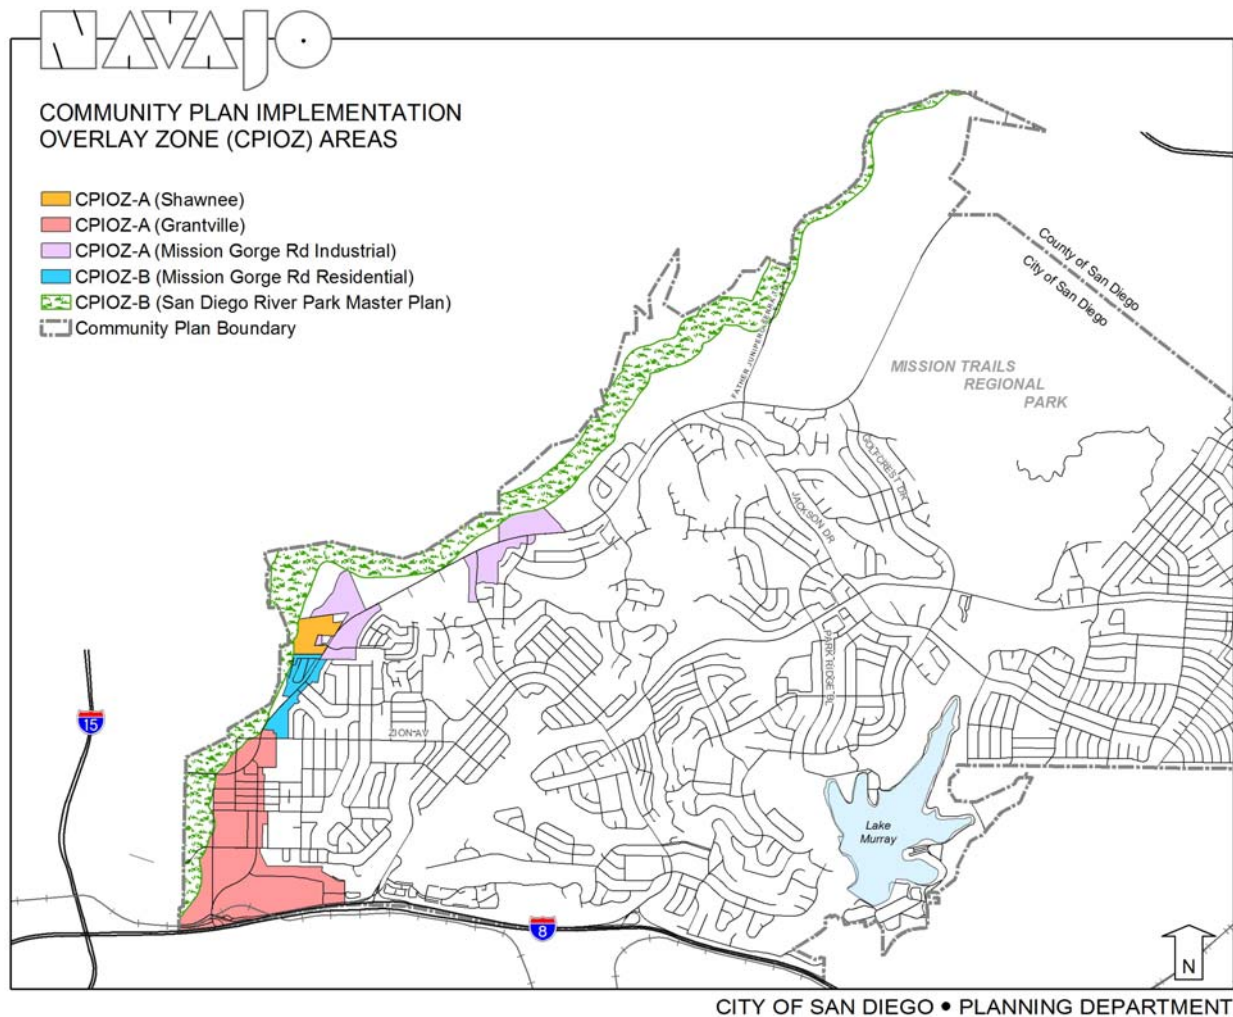 NAVAJO
COMMUNITY PLAN IMPLEMENTATION
OVERLAY ZONE (CPIOZ) AREAS
CPIOZ-A (Shawnee)
CPIOZ-A (Grantville)
CPIOZ-A (Mission Gorge Rd Industrial)
CPIOZ-B (Mission Gorge Rd Residential)
CPIOZ-B (San Diego River Park Master Plan)
Community Plan Boundary
County of San Diego
City of San Diego
MISSION TRAILS
REGIONAL
PARK
FATHER JUNIPERO SERRA
GOLFCREST DR
JACKSON DR
PARK RIDGE BL
ZION AV
15
Lake
Murray
8
N
CITY OF SAN DIEGO • PLANNING DEPARTMENT